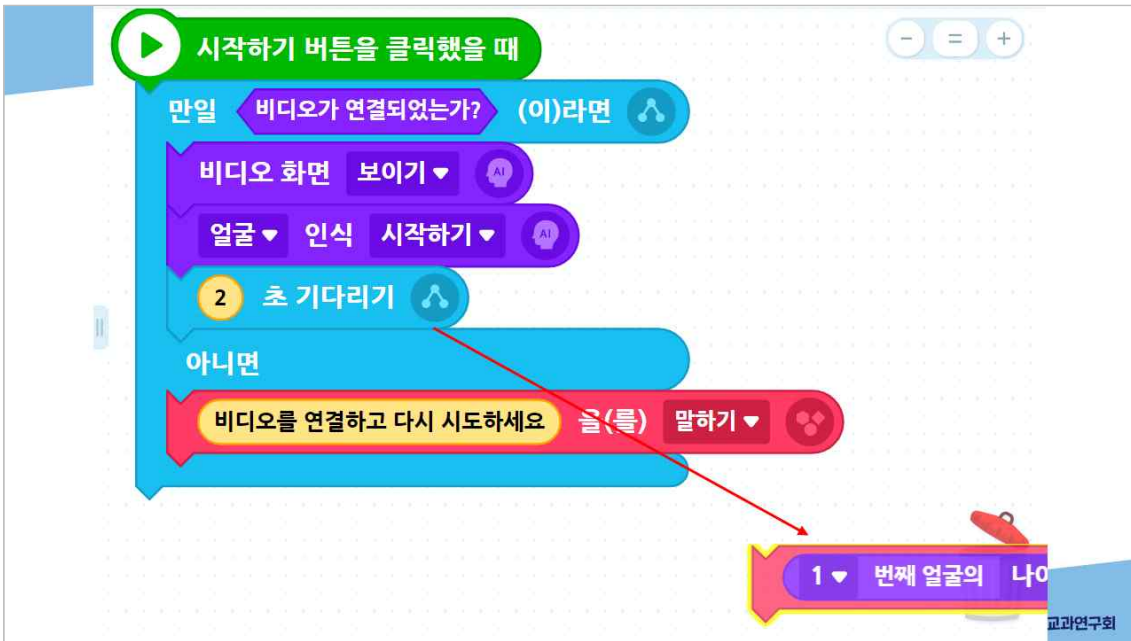 시작하기 버튼을 클릭했을 때
만일 비디오가 연결되었는가? (이)라면
비디오 화면 보이기
AI
얼굴 인식 시작하기
AI
2 초 기다리기
아니면
비디오를 연결하고 다시 시도하세요 을(를) 말하기
1 번째 얼굴의 나이
교과연구회